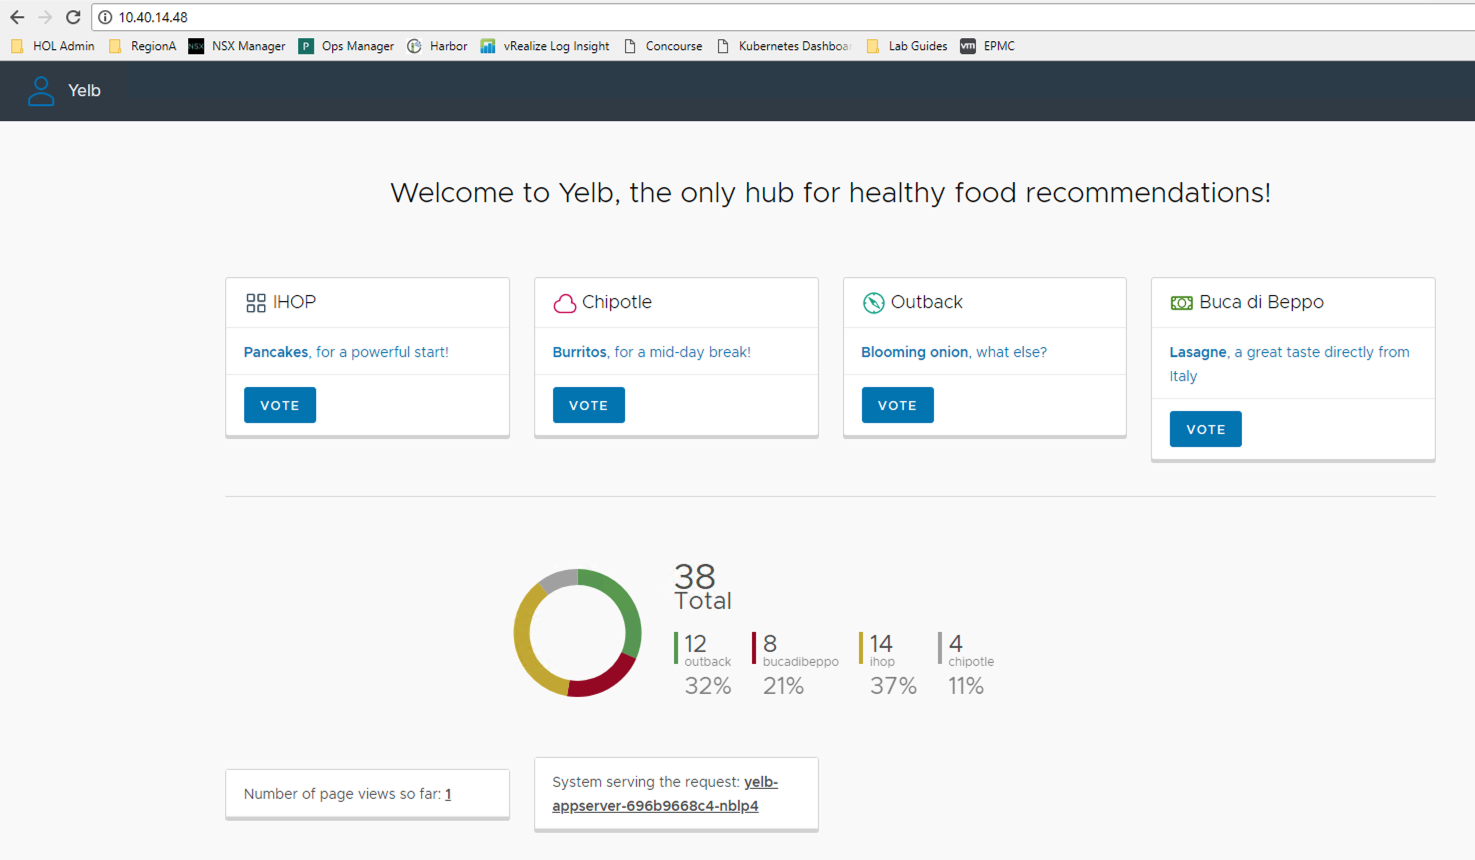 10.40.14.48
HOL Admin RegionA NSX NSX Manager P Ops Manager Harbor vRealize Log Insight Concourse Kubernetes Dashboa Lab Guides vm EPMC
Yelb
Welcome to Yelb, the only hub for healthy food recommendations!
IHOP
Pancakes, for a powerful start!
VOTE
Chipotle
Burritos, for a mid-day break!
VOTE
Outback
Blooming onion, what else?
VOTE
Buca di Beppo
Lasagne, a great taste directly from
Italy
VOTE
38
Total
12 8 14 4
outback bucadibeppo ihop chipotle
32% 21% 37% 11%
Number of page views so far: 1
System serving the request: yelb-
appserver-696b9668c4-nblp4